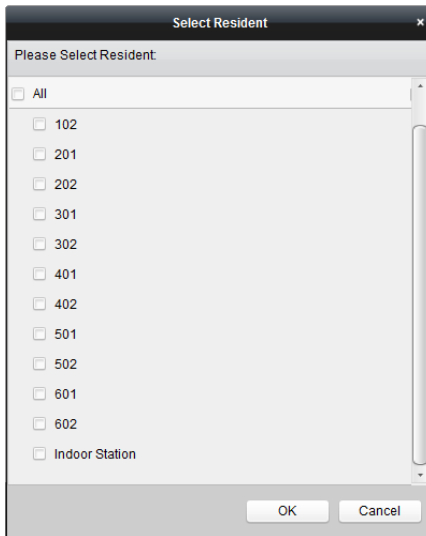 Select Resident ×
Please Select Resident:
All
102
201
202
301
302
401
402
501
502
601
602
Indoor Station
OK Cancel